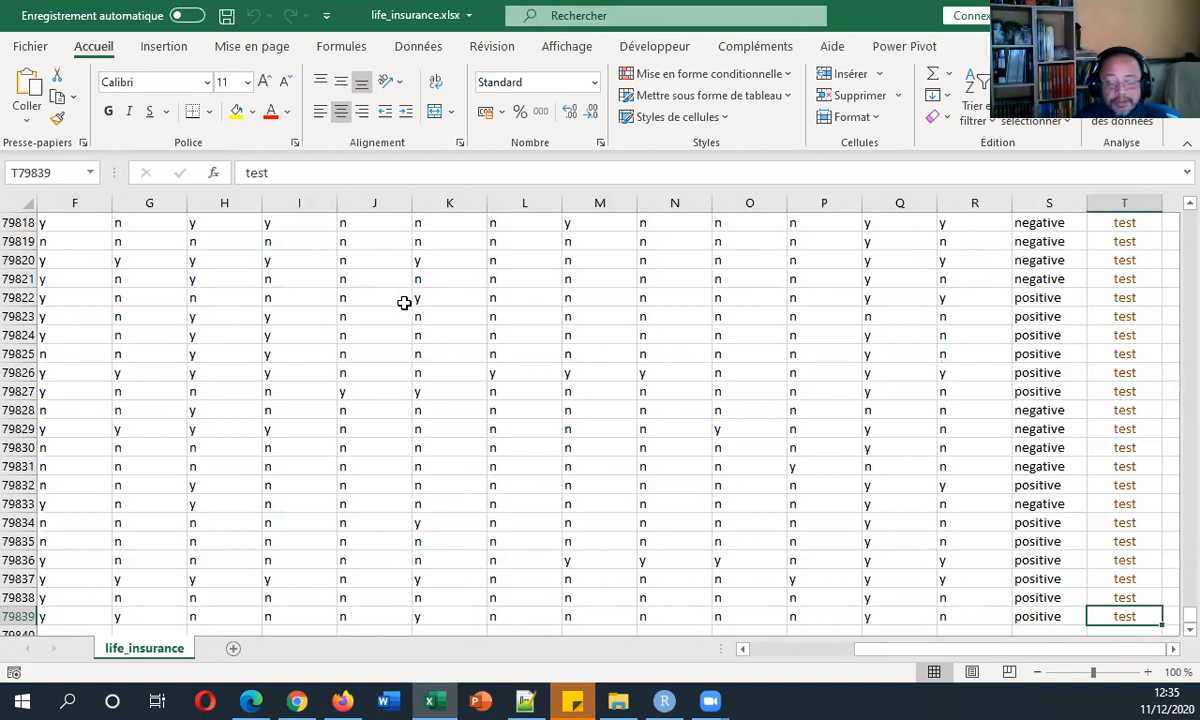 Enregistrement automatique life_insurance.xlsx Rechercher Connex
Fichier Accueil Insertion Mise en page Formules Données Révision Affichage Développeur Compléments Aide Power Pivot
Coller Calibri 11 Standard Mise en forme conditionnelle Insérer
G I S % 000 Mettre sous forme de tableau Supprimer Trier et
Styles de cellules Format filtrer sélectionner des données
Presse-papiers Police Alignement Nombre Styles Cellules Édition Analyse
T79839 fx test
F G H I J K L M N O P Q R S T
79818 y n y y n n n y n n n y y negative test
79819 n n n n n n n n n n n y n negative test
79820 y y y y n y n n n n n y y negative test
79821 y n y n n n n n n n n y n negative test
79822 y n n n n y n n n n n y y positive test
79823 y n y y n n n n n n n n n positive test
79824 y n y y n n n n n n n y n positive test
79825 n n y y n n n n n n n y n positive test
79826 y y y y n n y y y n n y y positive test
79827 y n n n y y n n n n n y n positive test
79828 n n y n n n n n n n n n n negative test
79829 y y y y n n n n n y n y n negative test
79830 n n n n n n n n n n n y n negative test
79831 n n n n n n n n n n y n n negative test
79832 n n y n n n n n n n n y y positive test
79833 y n y n n n n n n n n y n negative test
79834 n n n n n y n n n n n y n positive test
79835 n n n n n n n n n n n y n positive test
79836 y n n n n n n y y y n y y positive test
79837 y y y y n y n n n n y y y positive test
79838 y n n n n n n n n n n y n positive test
79839 y y n n n y n n n n n y n positive test
79840
life_insurance
100 %
12:35
11/12/2020